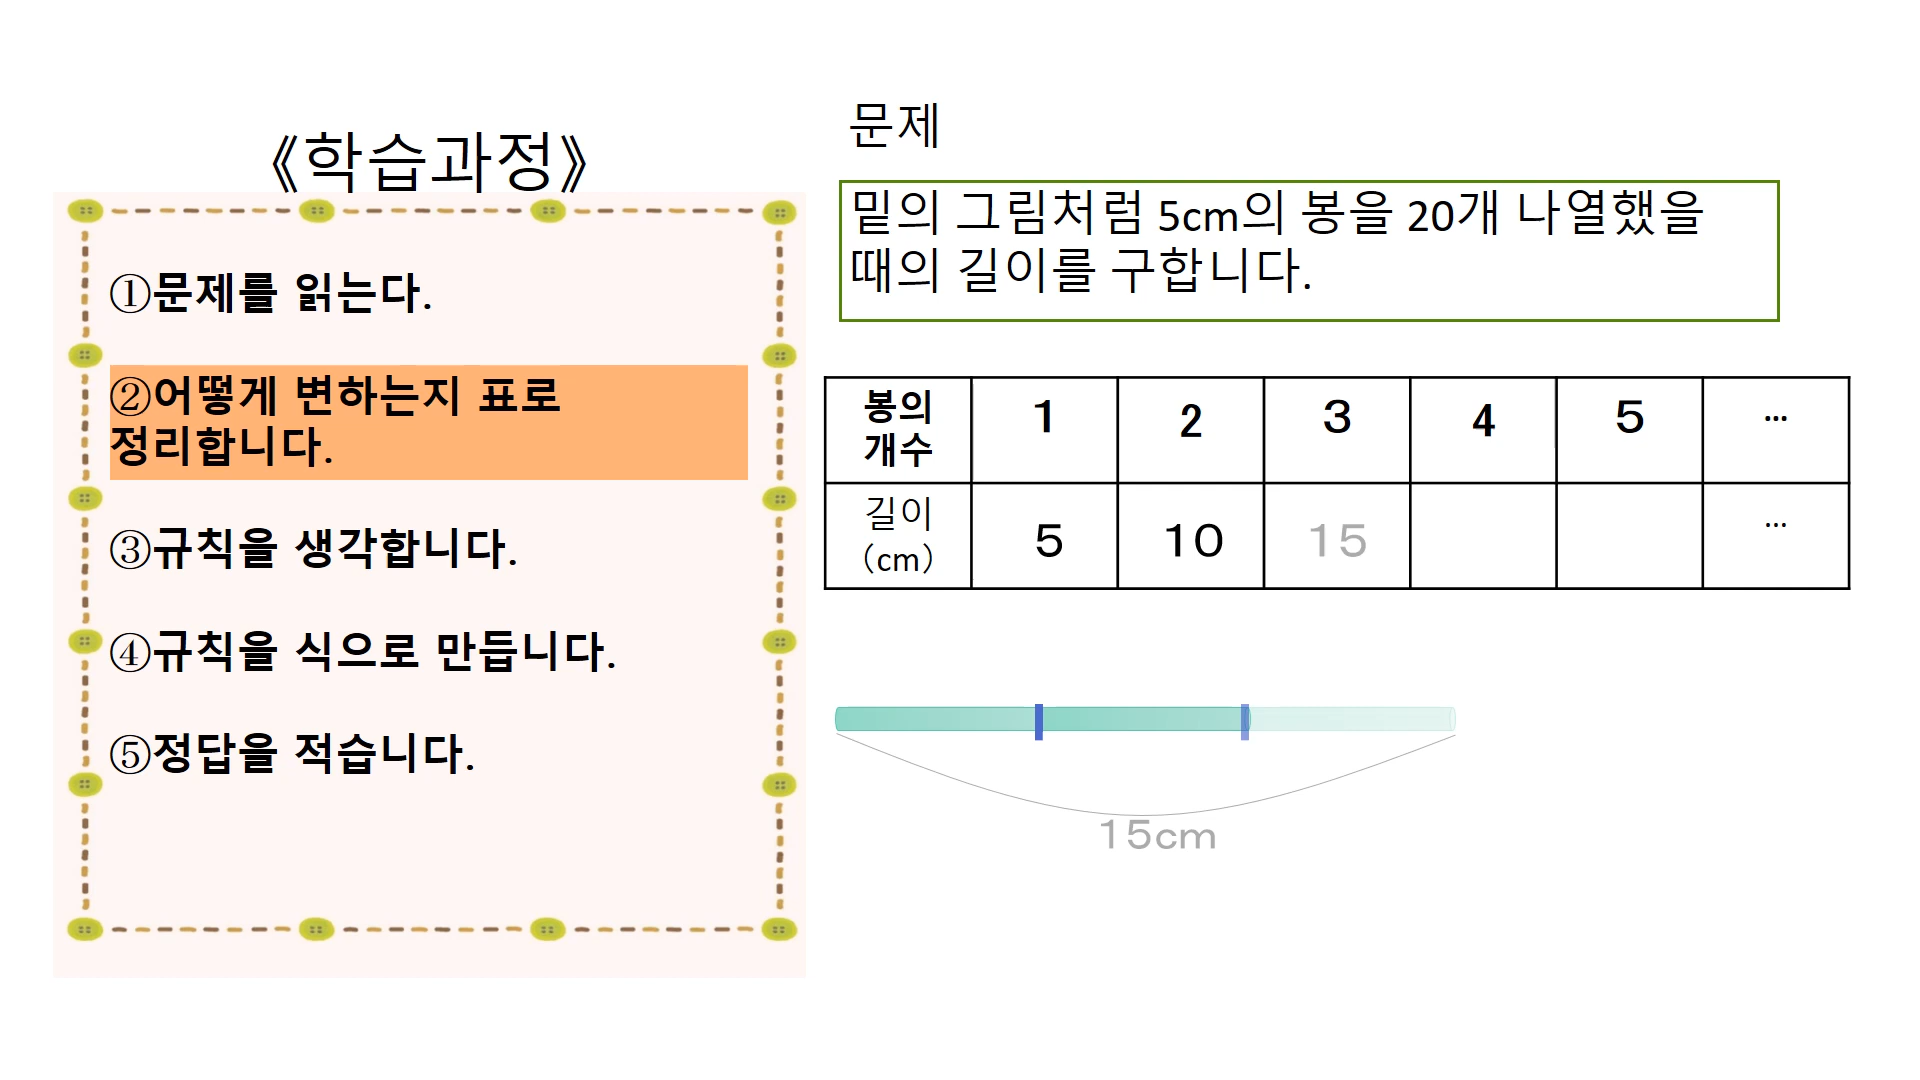 《학습과정》
①문제를 읽는다.
②어떻게 변하는지 표로
정리합니다.
③규칙을 생각합니다.
④규칙을 식으로 만듭니다.
⑤정답을 적습니다.
문제
밑의 그림처럼 5cm의 봉을 20개 나열했을
때의 길이를 구합니다.
봉의
개수
1 2 3 4 5 …
길이
（cm）
5 10 15 …
15cm